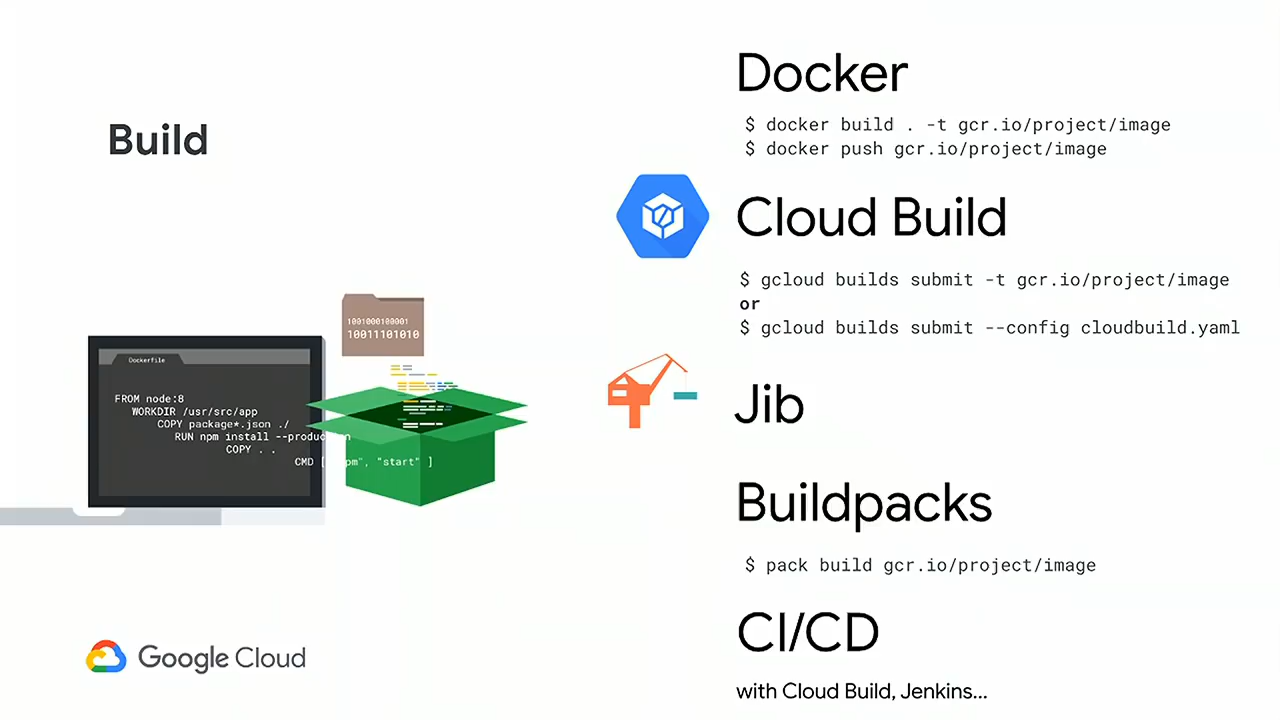 Build
1001000100001
10011101010
Dockerfile
FROM node:8
WORKDIR /usr/src/app
COPY package*.json ./
RUN npm install --production
COPY . .
CMD [ "npm", "start" ]
Google Cloud
Docker
$ docker build . -t gcr.io/project/image
$ docker push gcr.io/project/image
Cloud Build
$ gcloud builds submit -t gcr.io/project/image
or
$ gcloud builds submit --config cloudbuild.yaml
Jib
Buildpacks
$ pack build gcr.io/project/image
CI/CD
with Cloud Build, Jenkins...